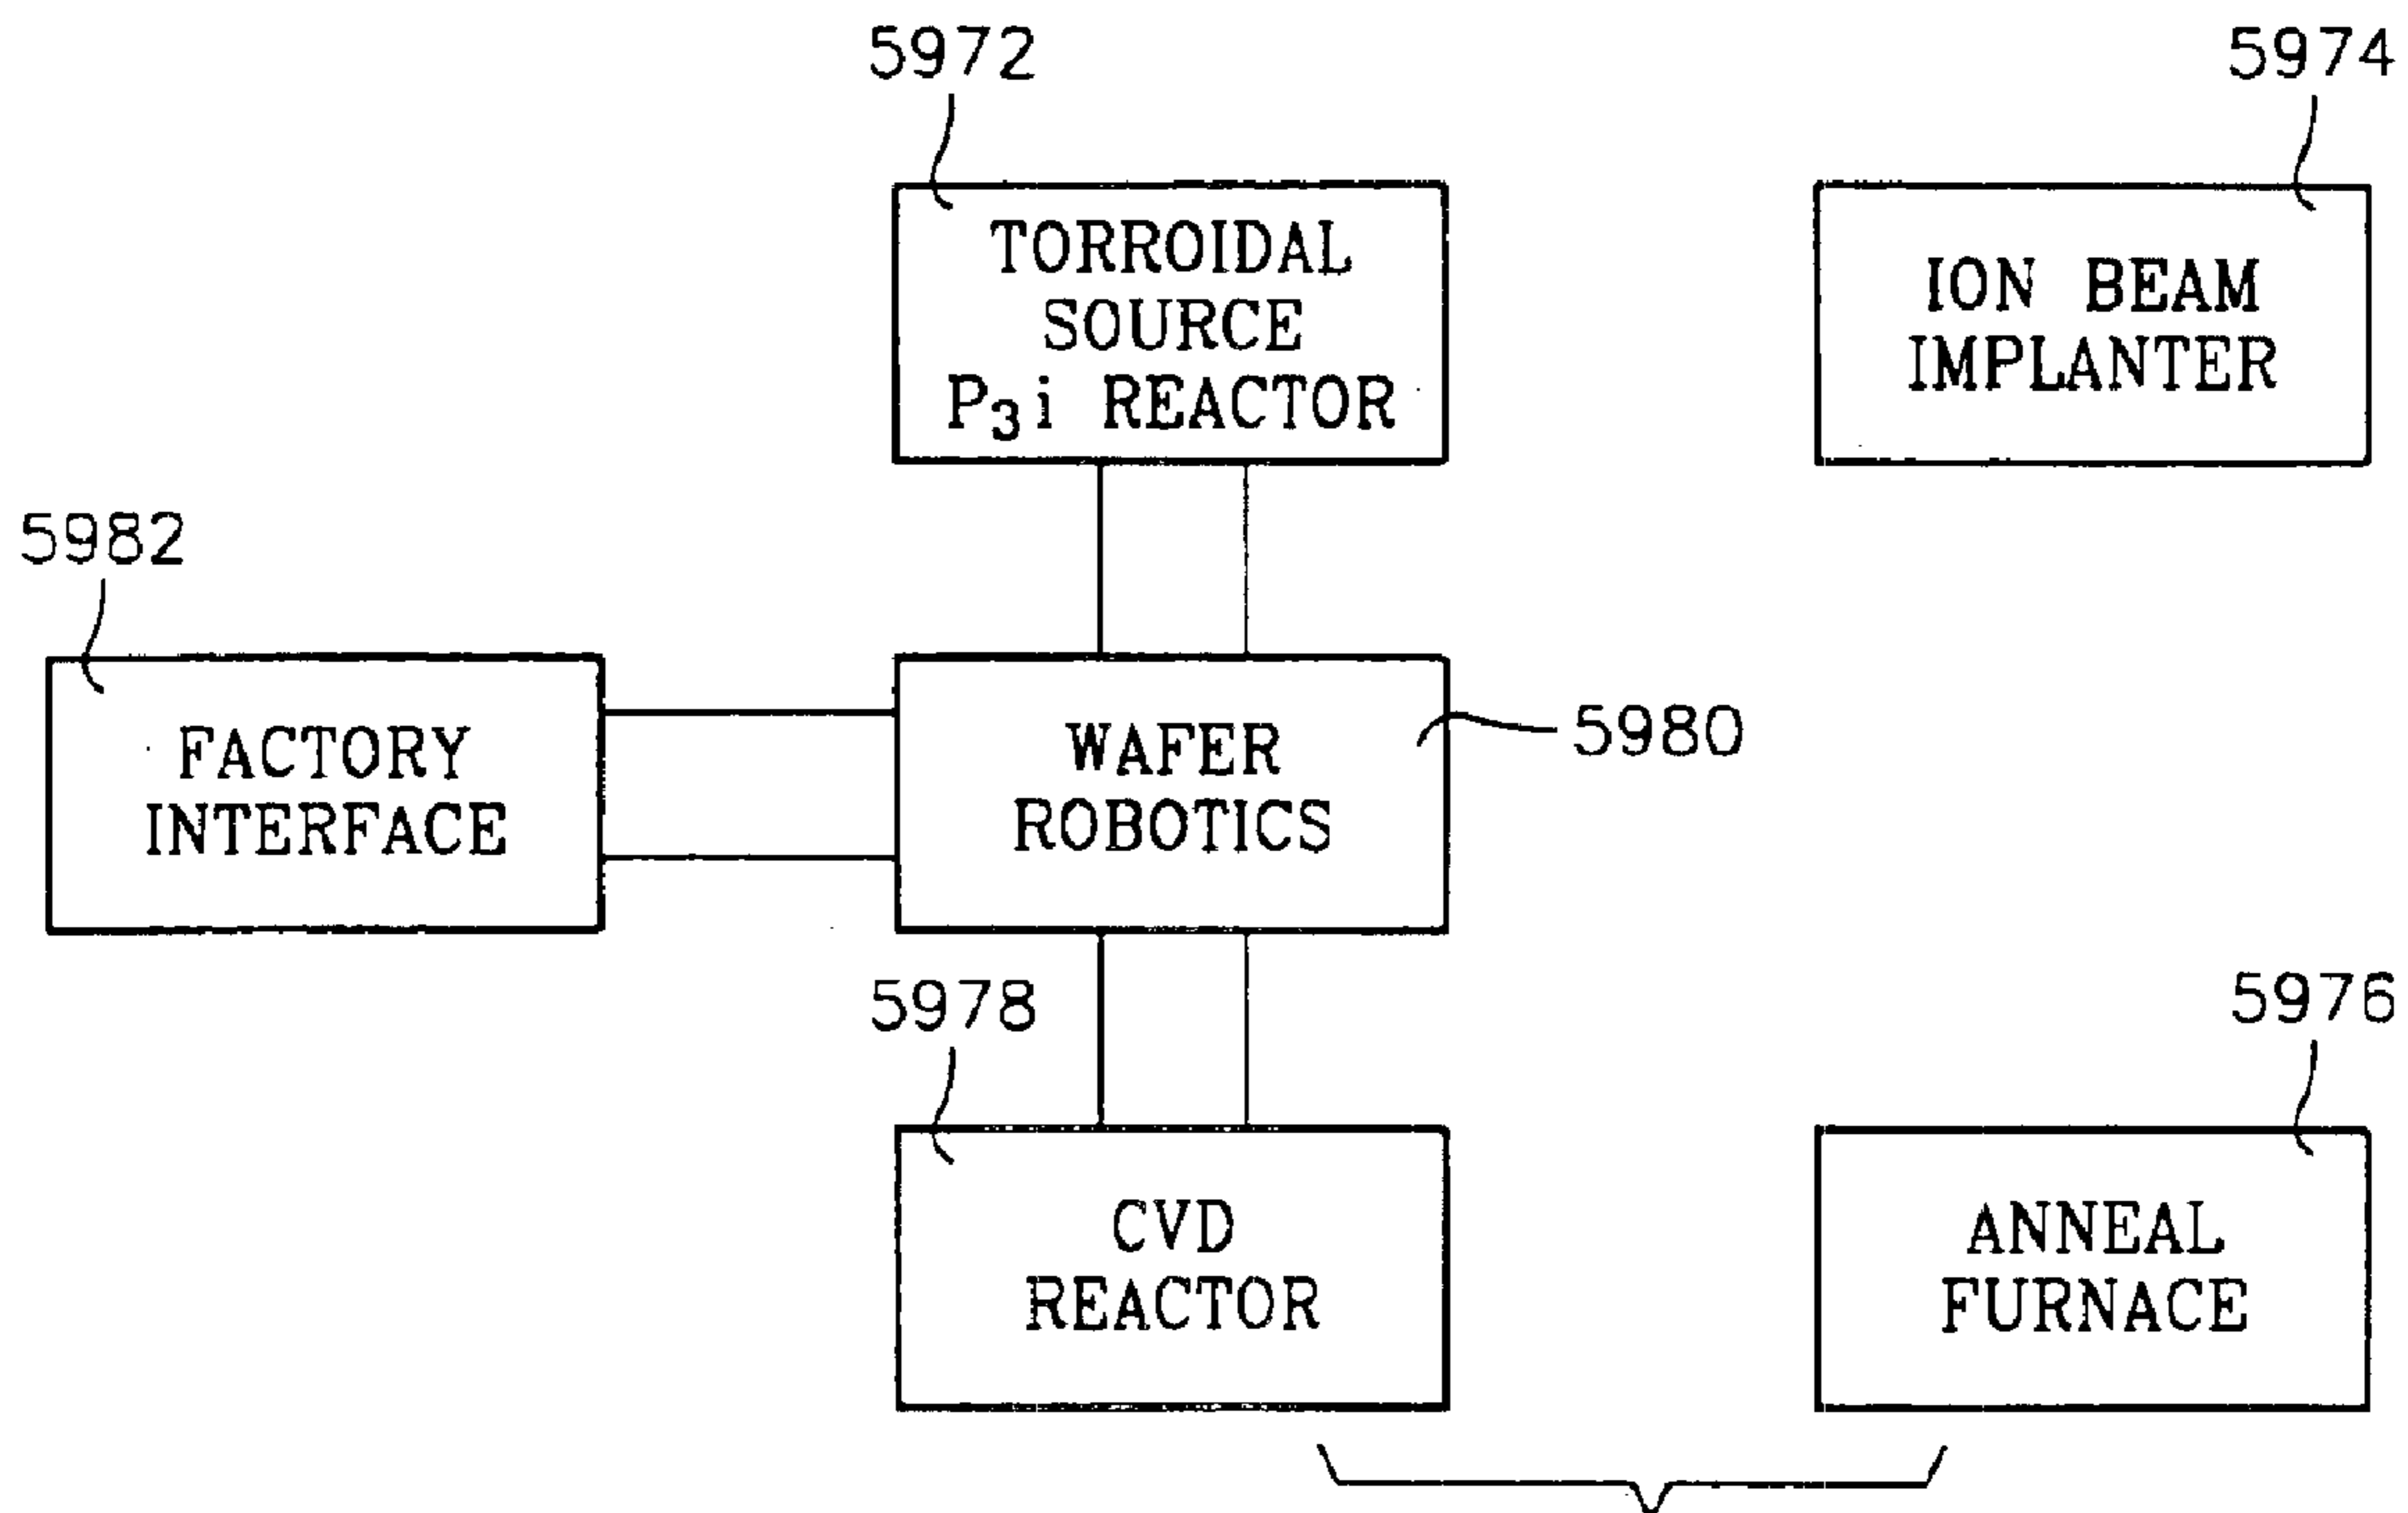 5972
5974
TORROIDAL
SOURCE
P3i REACTOR
ION BEAM
IMPLANTER
5982
FACTORY
INTERFACE
WAFER
ROBOTICS
5980
5978
5976
CVD
REACTOR
ANNEAL
FURNACE